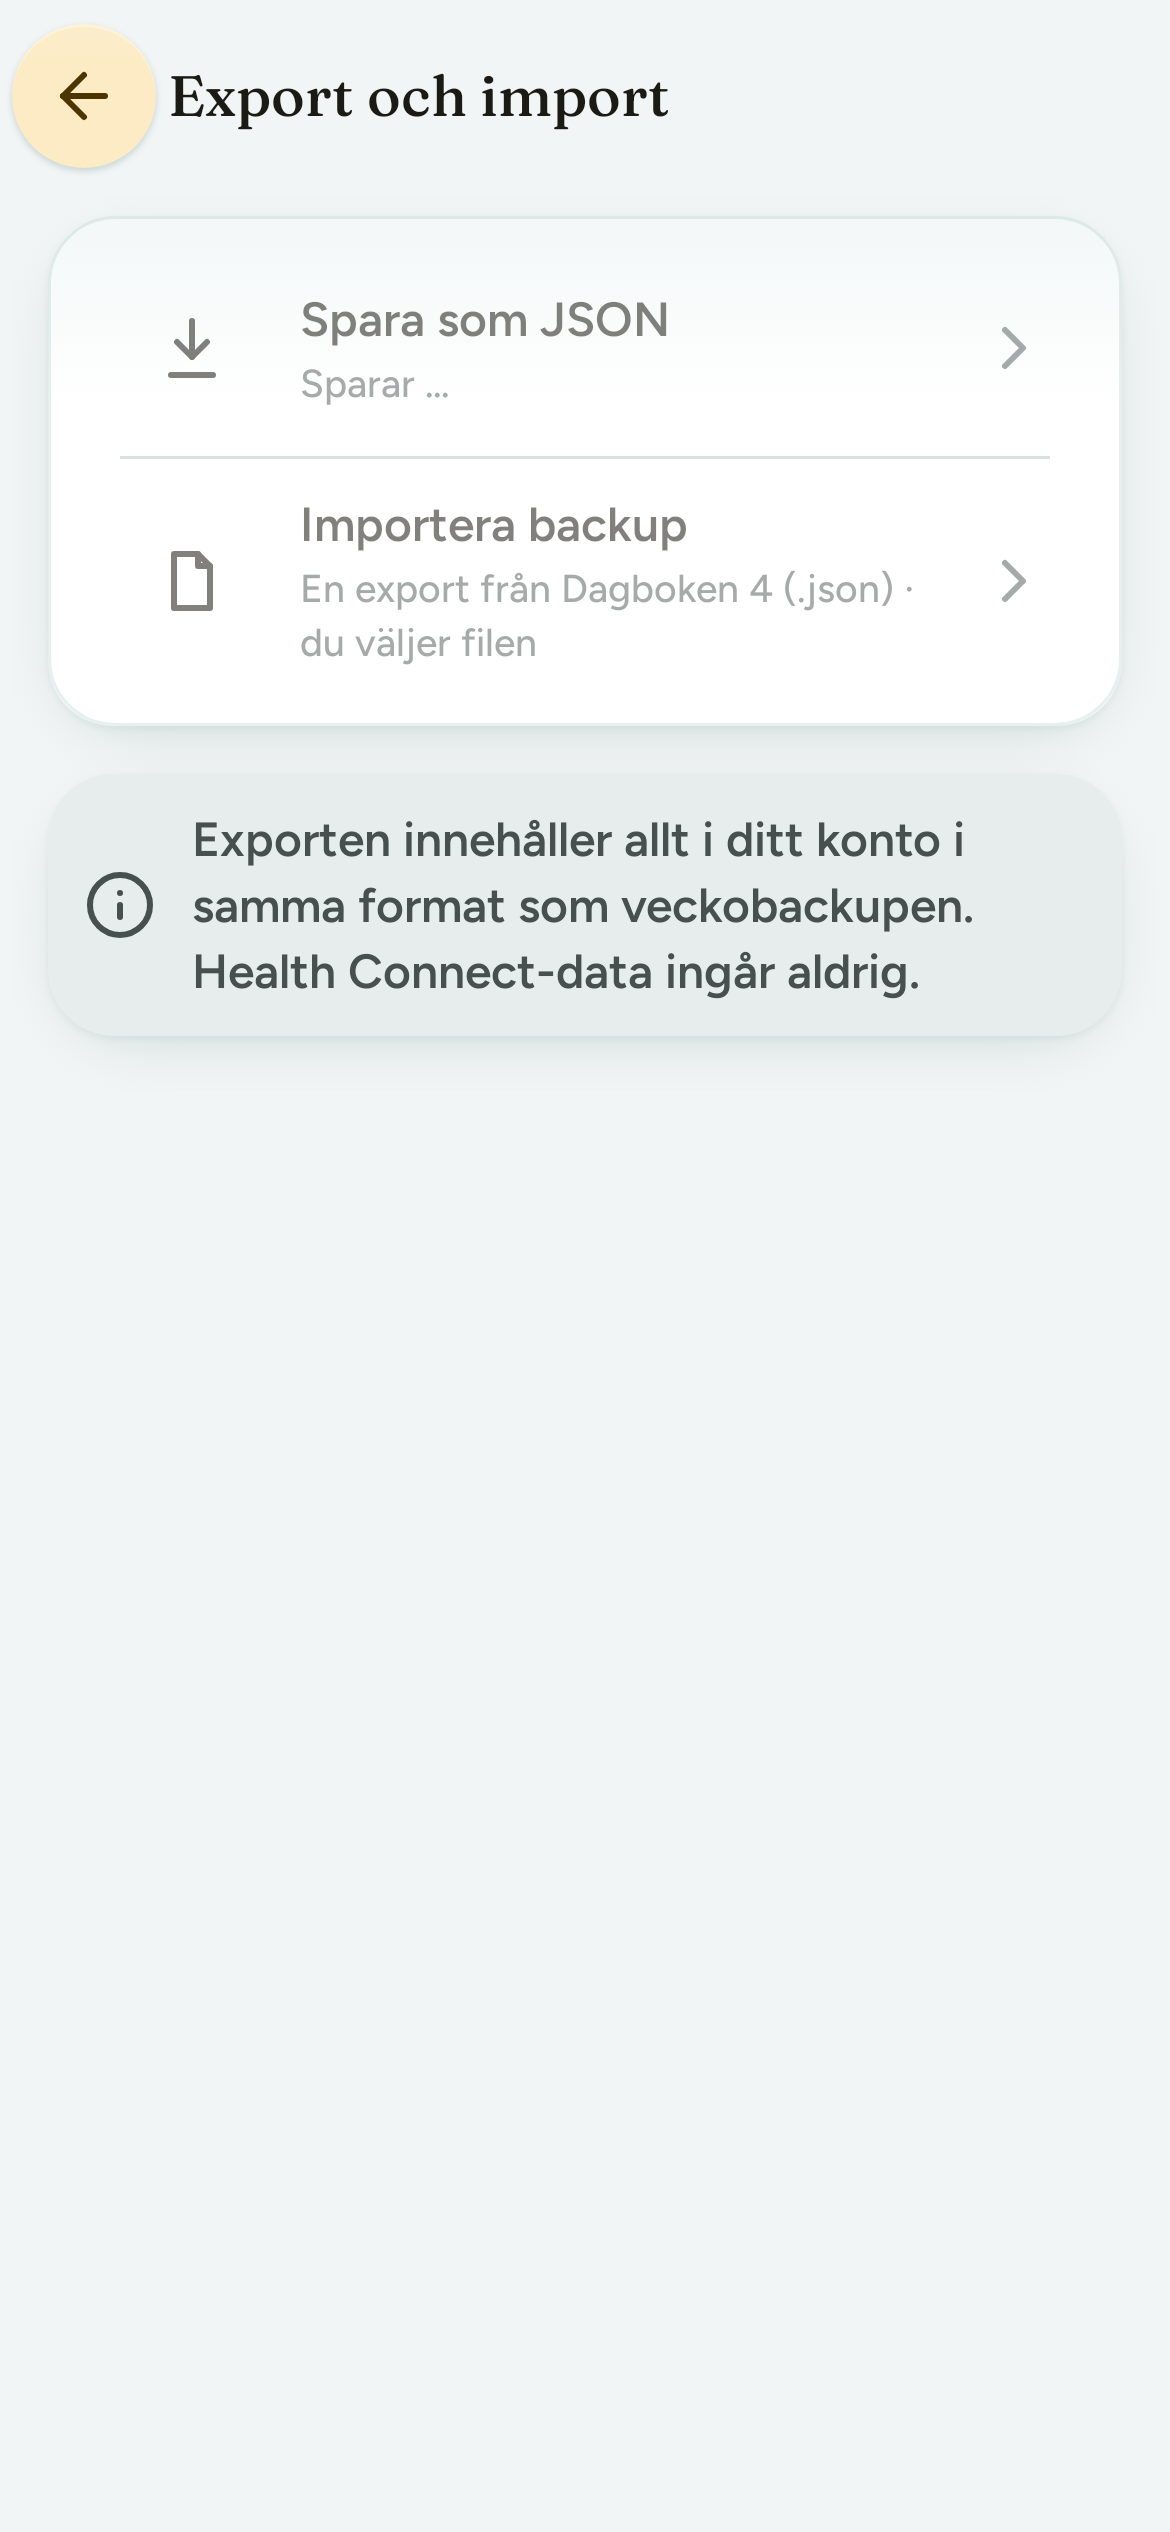 Export och import
Spara som JSON
Sparar ...
Importera backup
En export från Dagboken 4 (.json) ·
du väljer filen
Exporten innehåller allt i ditt konto i
samma format som veckobackupen.
Health Connect-data ingår aldrig.